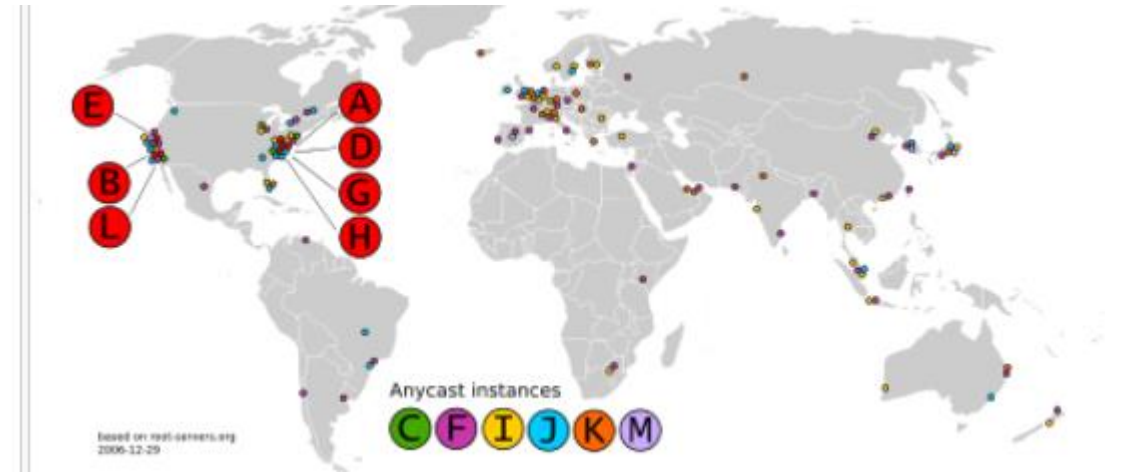 E
A
D
B
G
L
H
Anycast instances
C F I J K M
based on root-servers.org
2006-12-29